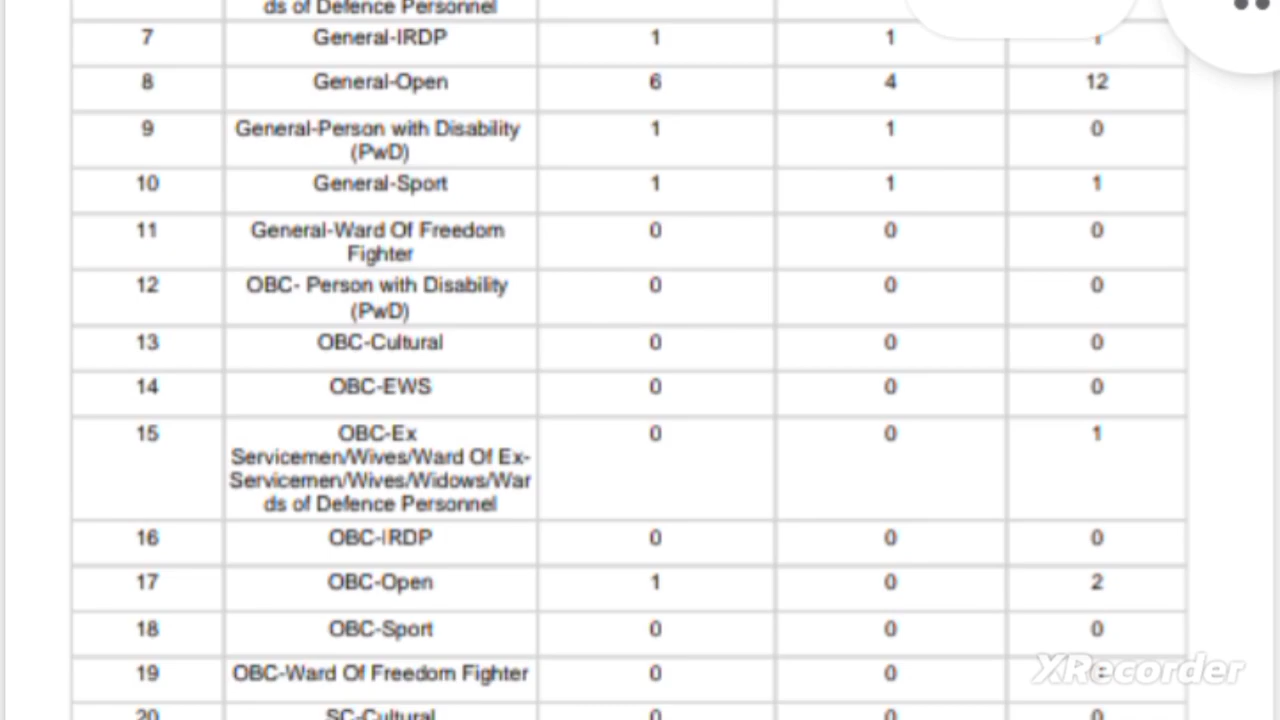 ds of Defence Personnel
7 General-IRDP 1 1 1
8 General-Open 6 4 12
9 General-Person with Disability 1 1 0
(PwD)
10 General-Sport 1 1 1
11 General-Ward Of Freedom 0 0 0
Fighter
12 OBC- Person with Disability 0 0 0
(PwD)
13 OBC-Cultural 0 0 0
14 OBC-EWS 0 0 0
15 OBC-Ex 0 0 1
Servicemen/Wives/Ward Of Ex-
Servicemen/Wives/Widows/War
ds of Defence Personnel
16 OBC-IRDP 0 0 0
17 OBC-Open 1 0 2
18 OBC-Sport 0 0 0
19 OBC-Ward Of Freedom Fighter 0 0
XRecorder
20 SC-Cultural 0 0 0